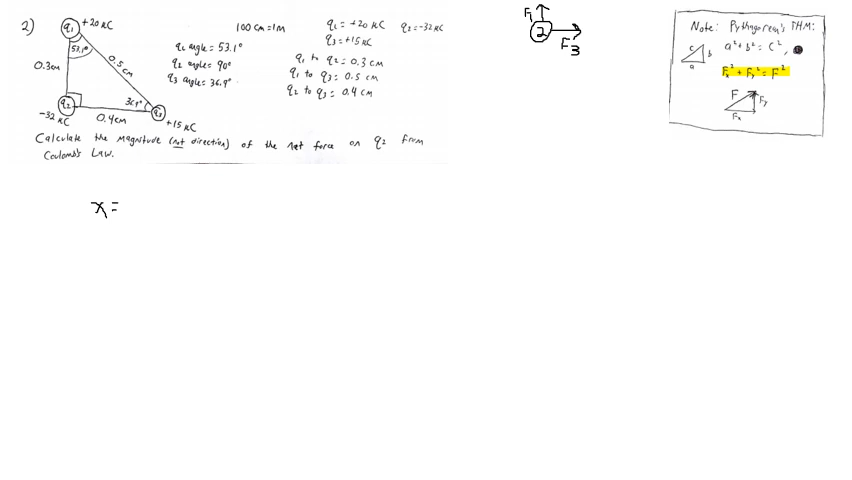 2)
q₁ +20 μC
53.1°
0.3cm
0.5 cm
q₂
36.9°
q₃
-32 μC
0.4cm
+15 μC
100 cm = 1m
q₁ angle = 53.1°
q₂ angle = 90°
q₃ angle = 36.9°
q₁ = +20 μC q₂ = -32 μC
q₃ = +15 μC
q₁ to q₂ = 0.3 cm
q₁ to q₃ = 0.5 cm
q₂ to q₃ = 0.4 cm
Calculate the magnitude (not direction) of the net force on q₂ from
Coulomb's Law.
F₁
2
F3
Note: Pythagorean's THM:
c b
a
a² + b² = c²,
Fₓ² + Fy² = F²
F Fy
Fₓ
x =